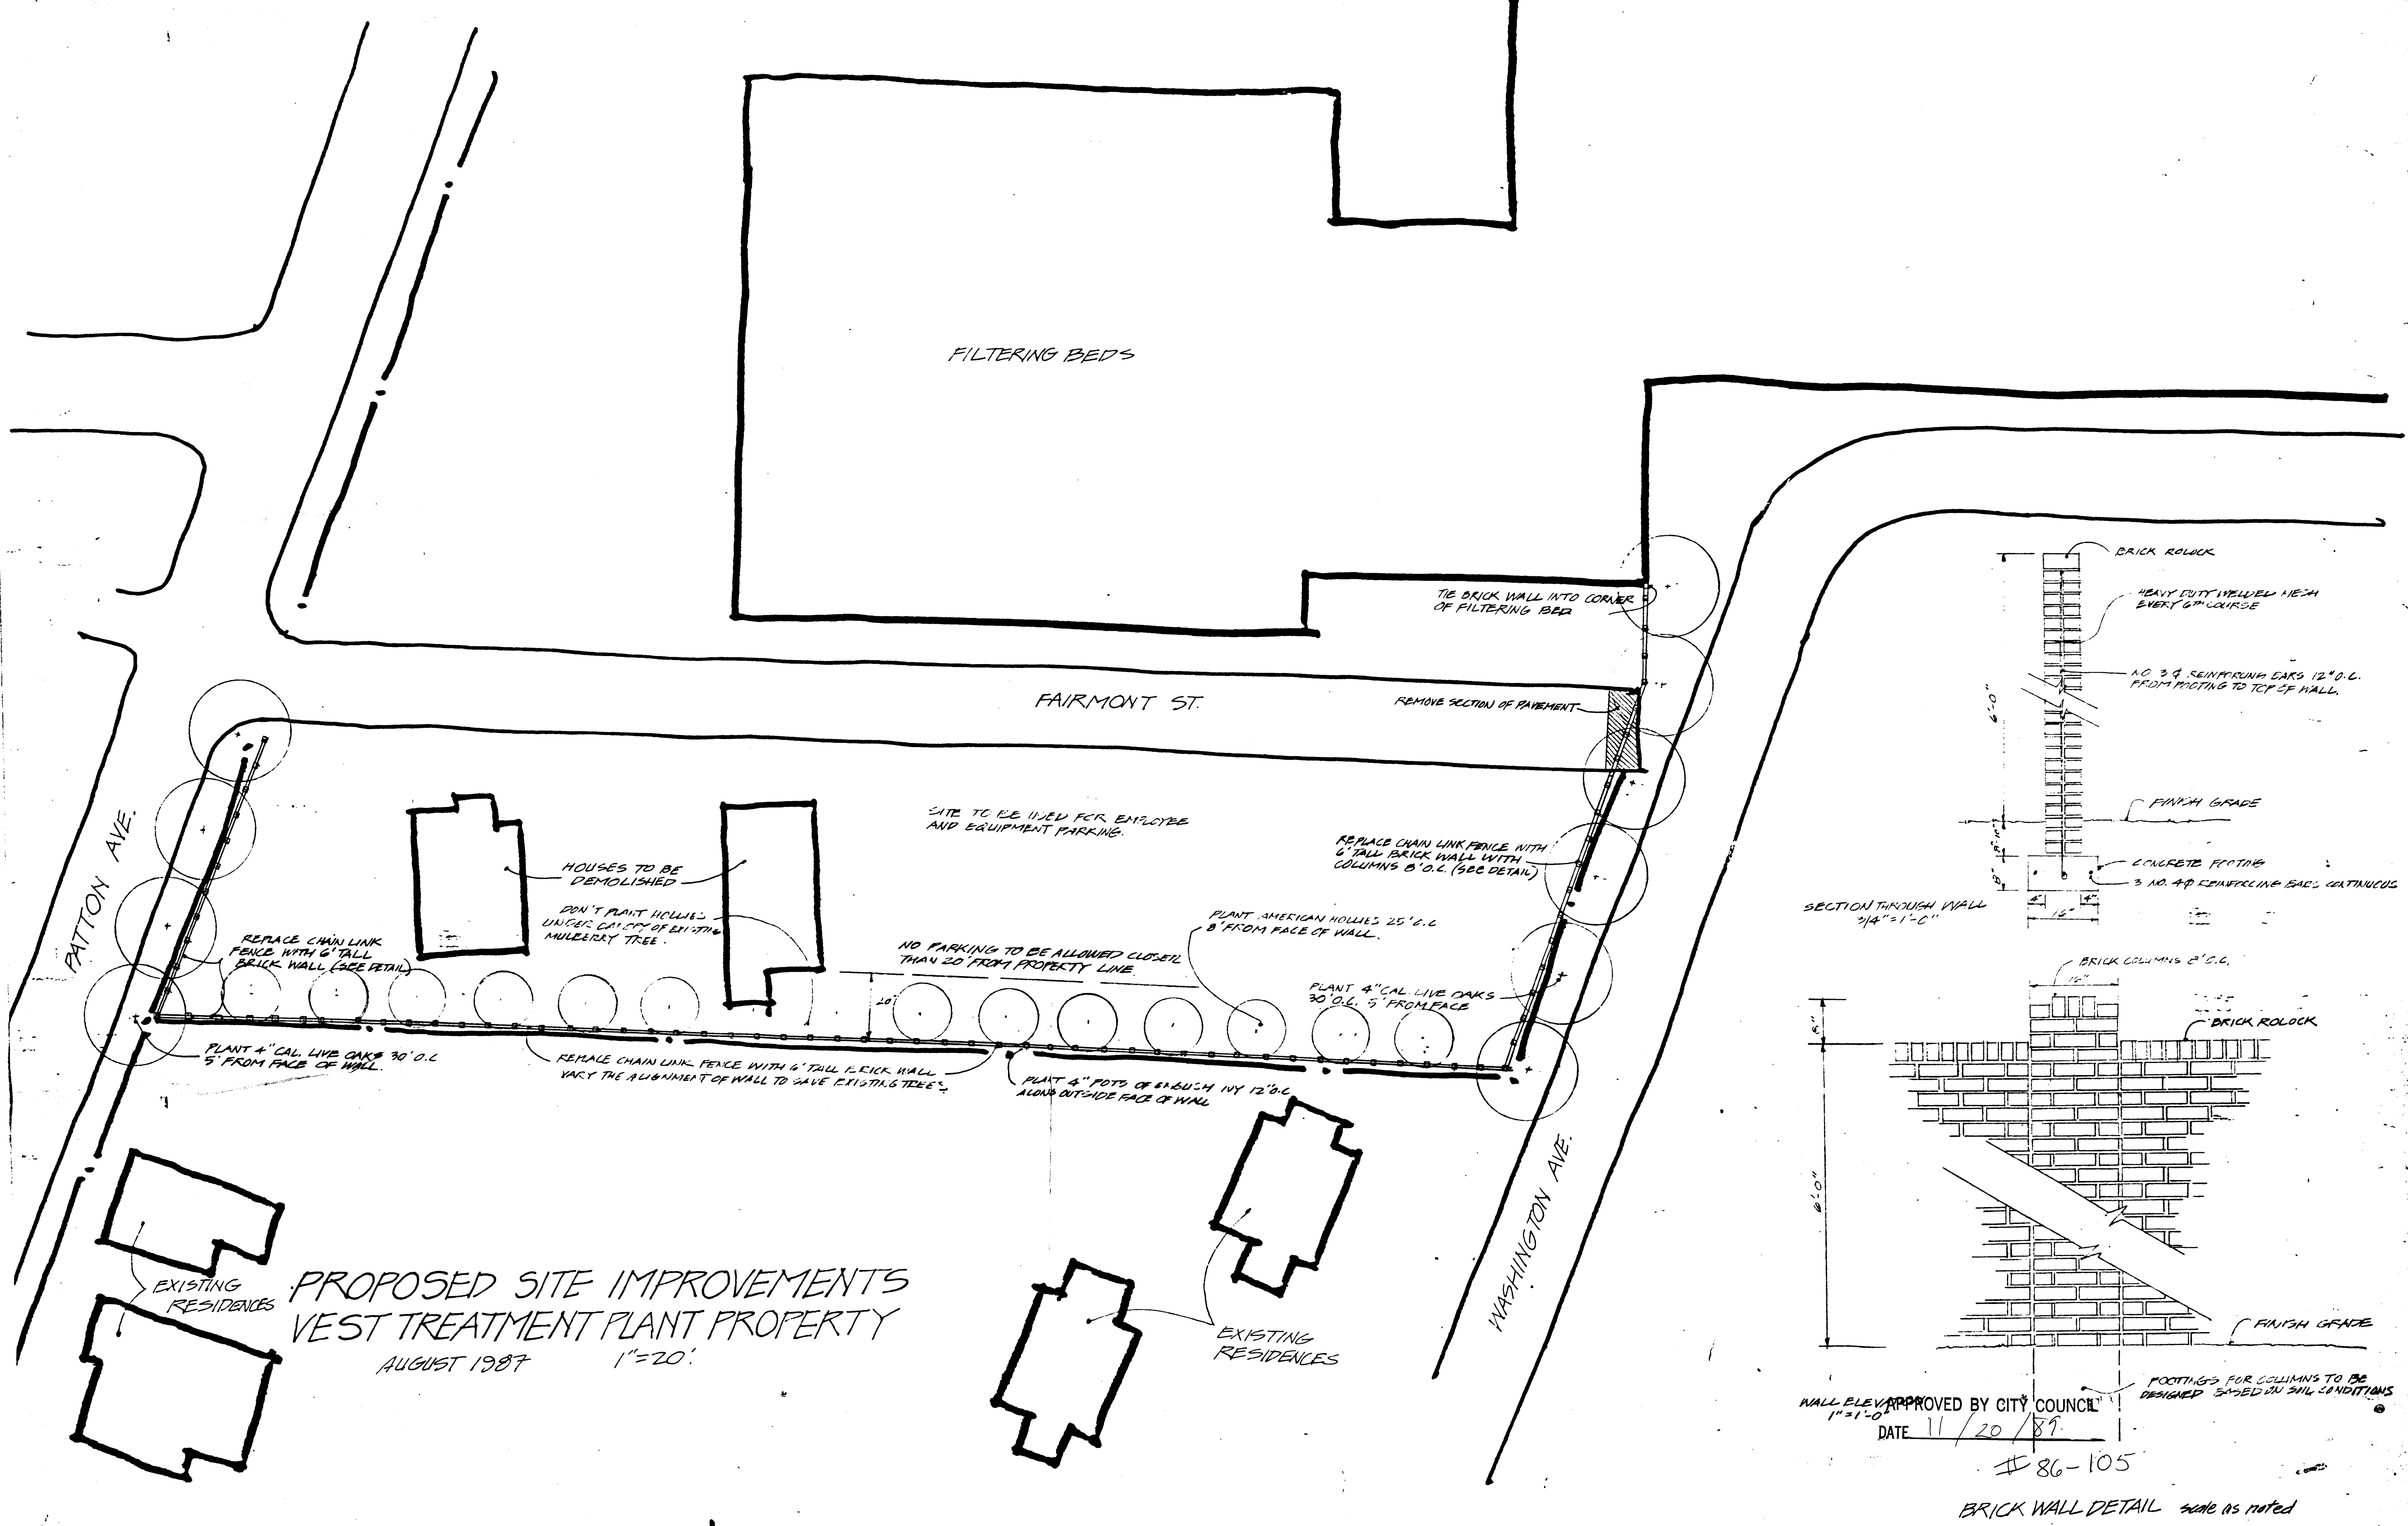 FILTERING BEDS
TIE BRICK WALL INTO CORNER
OF FILTERING BED
FAIRMONT ST.
REMOVE SECTION OF PAVEMENT
PATTON AVE.
HOUSES TO BE
DEMOLISHED
SITE TO BE USED FOR EMPLOYEE
AND EQUIPMENT PARKING.
REPLACE CHAIN LINK FENCE WITH
6' TALL BRICK WALL WITH
COLUMNS 8' O.C. (SEE DETAIL)
DON'T PLANT HOLLIES
UNDER CANOPY OF EXISTING
MULBERRY TREE.
REPLACE CHAIN LINK
FENCE WITH 6' TALL
BRICK WALL (SEE DETAIL)
NO PARKING TO BE ALLOWED CLOSER
THAN 20' FROM PROPERTY LINE
20'
PLANT AMERICAN HOLLIES 25' O.C.
8' FROM FACE OF WALL.
PLANT 4" CAL. LIVE OAKS
30' O.C. 5' FROM FACE
PLANT 4" CAL. LIVE OAKS 30' O.C
5' FROM FACE OF WALL.
REPLACE CHAIN LINK FENCE WITH 6' TALL BRICK WALL
VARY THE ALIGNMENT OF WALL TO SAVE EXISTING TREES
PLANT 4" POTS OF ENGLISH IVY 12" O.C.
ALONG OUTSIDE FACE OF WALL
WASHINGTON AVE.
EXISTING
RESIDENCES
EXISTING
RESIDENCES
PROPOSED SITE IMPROVEMENTS
VEST TREATMENT PLANT PROPERTY
AUGUST 1987 1"=20'
BRICK ROLOCK
HEAVY DUTY WELDED MESH
EVERY 6TH COURSE
NO 3 ¢ REINFORCING BARS 12" O.C.
FROM FOOTING TO TOP OF WALL.
6'-0"
FINISH GRADE
CONCRETE FOOTING
3 NO. 4¢ REINFORCING BARS CONTINUOUS
8"
4" 4"
16"
SECTION THROUGH WALL
3/4"=1'-0"
BRICK COLUMNS 8' O.C.
16"
8"
BRICK ROLOCK
6'-0"
FINISH GRADE
FOOTINGS FOR COLUMNS TO BE
DESIGNED BASED ON SOIL CONDITIONS
WALL ELEV
1"=1'-0"
APPROVED BY CITY COUNCIL
DATE 11/20/89
# 86-105
BRICK WALL DETAIL scale as noted